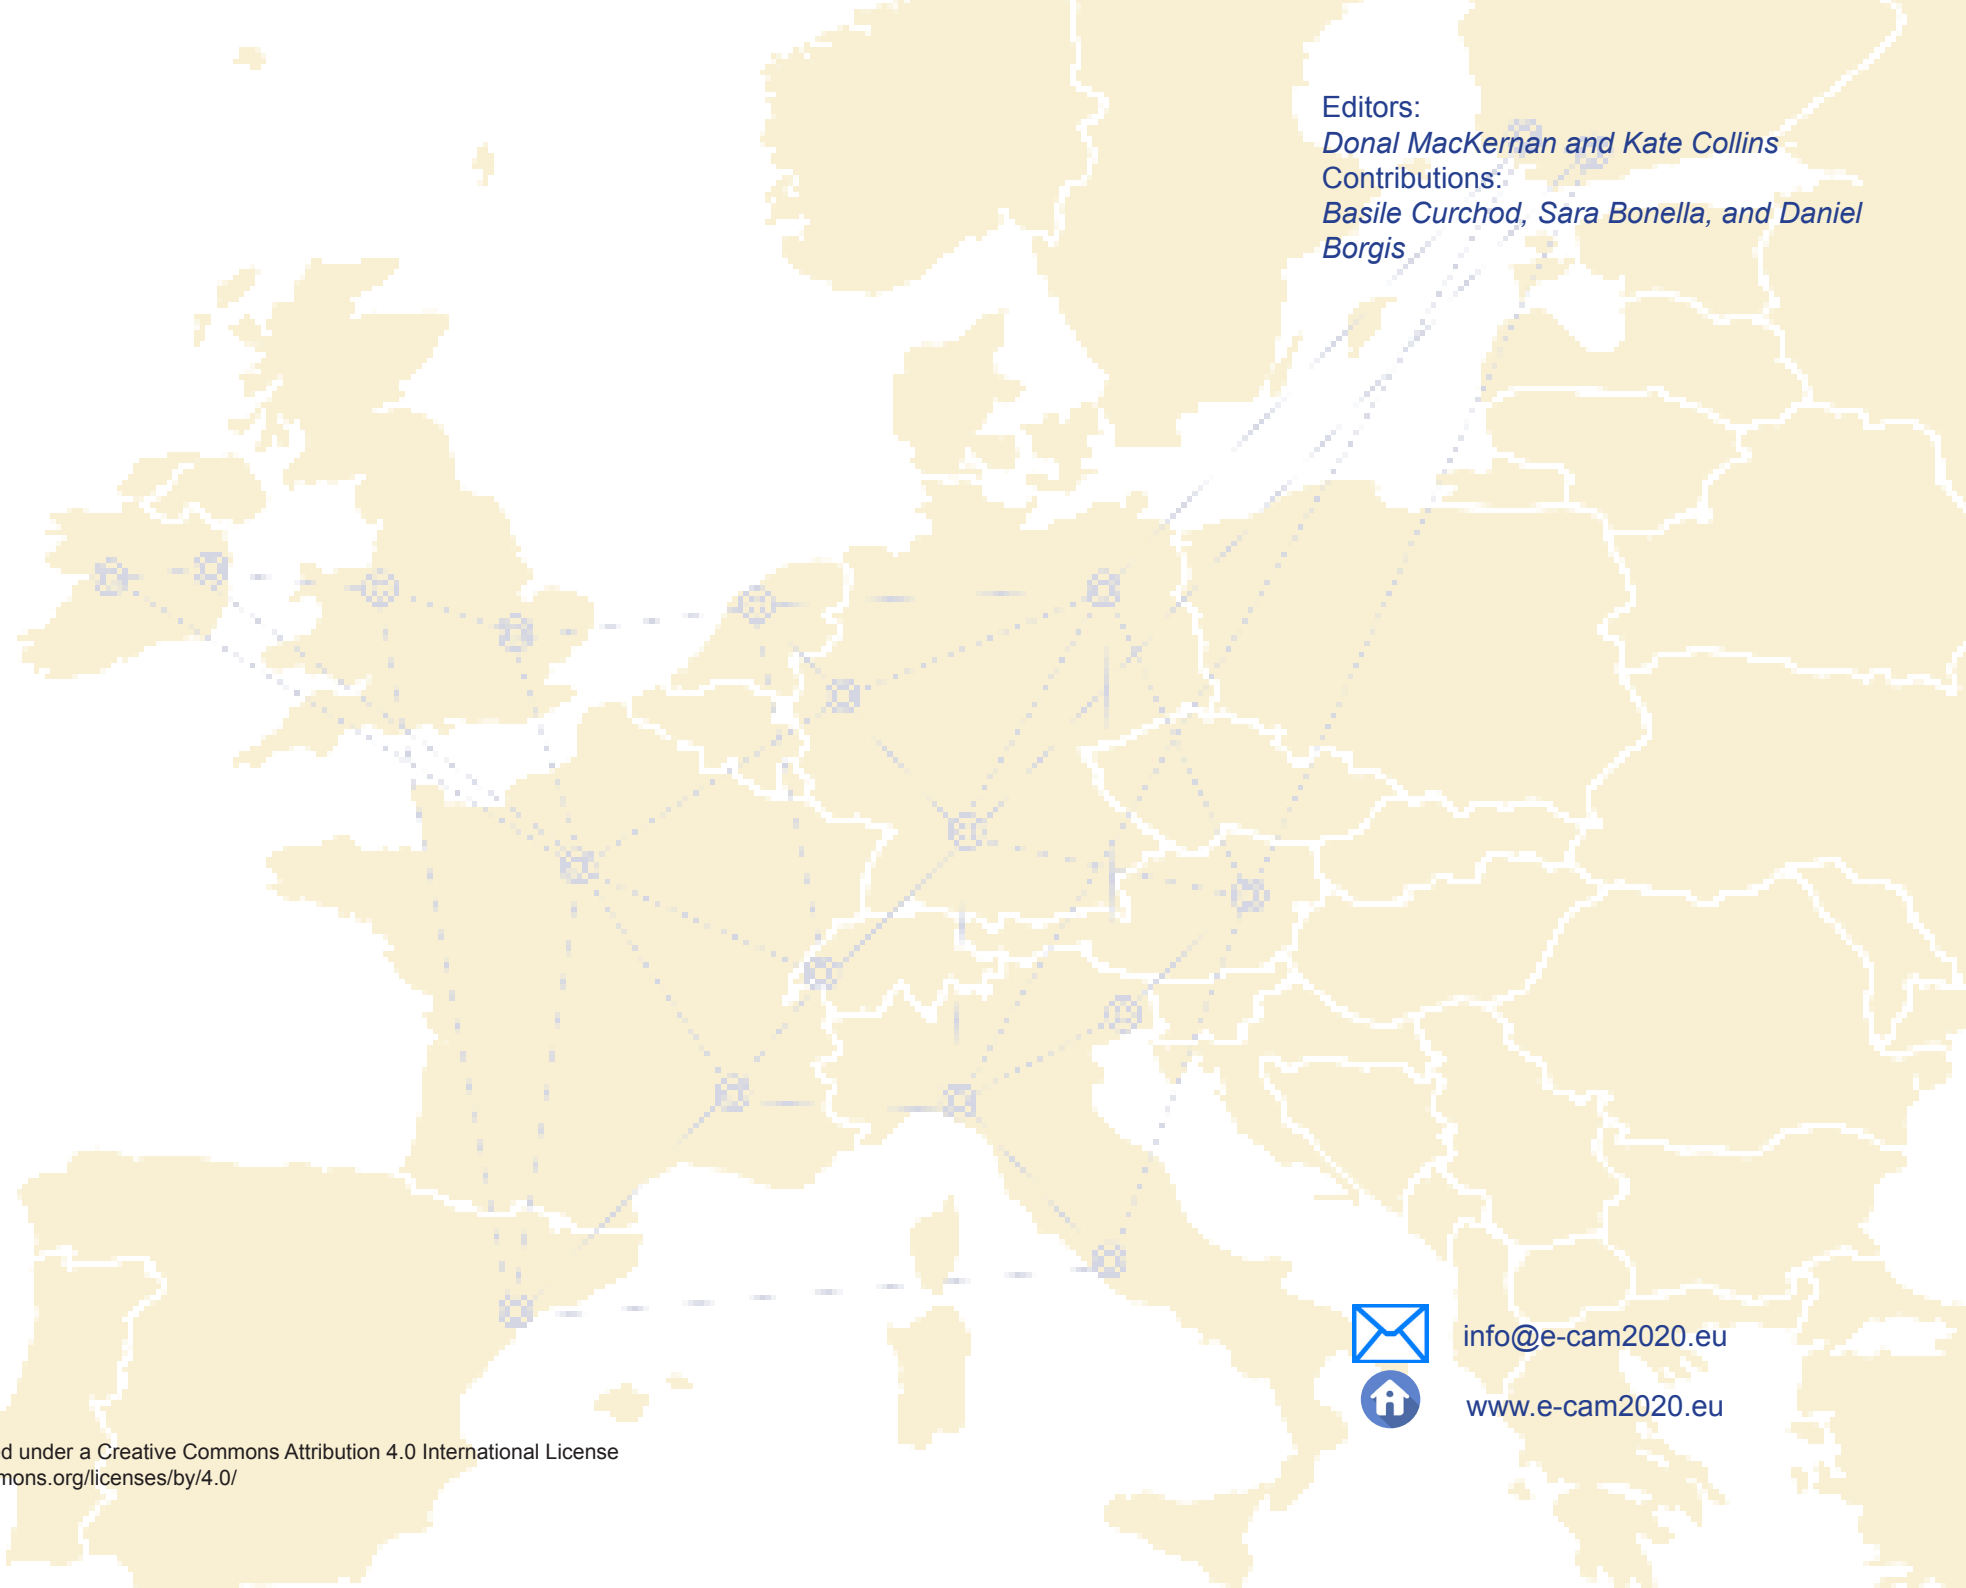 Editors:
Donal MacKernan and Kate Collins
Contributions:
Basile Curchod, Sara Bonella, and Daniel
Borgis
info@e-cam2020.eu
www.e-cam2020.eu
under a Creative Commons Attribution 4.0 International License
mons.org/licenses/by/4.0/